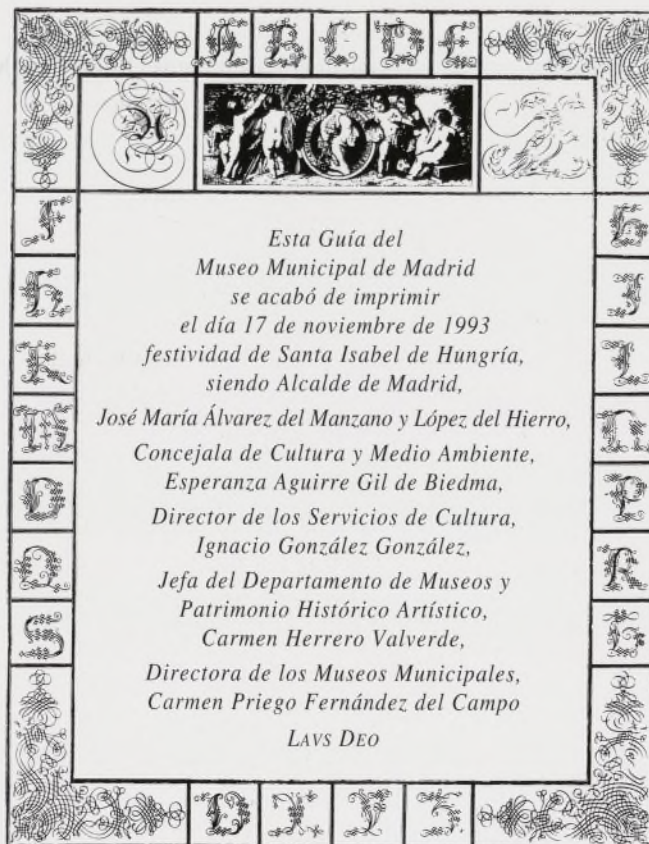 A B C D E
Esta Guía del
Museo Municipal de Madrid
se acabó de imprimir
el día 17 de noviembre de 1993
festividad de Santa Isabel de Hungría,
siendo Alcalde de Madrid,
José María Álvarez del Manzano y López del Hierro,
Concejala de Cultura y Medio Ambiente,
Esperanza Aguirre Gil de Biedma,
Director de los Servicios de Cultura,
Ignacio González González,
Jefa del Departamento de Museos y
Patrimonio Histórico Artístico,
Carmen Herrero Valverde,
Directora de los Museos Municipales,
Carmen Priego Fernández del Campo
LAVS DEO